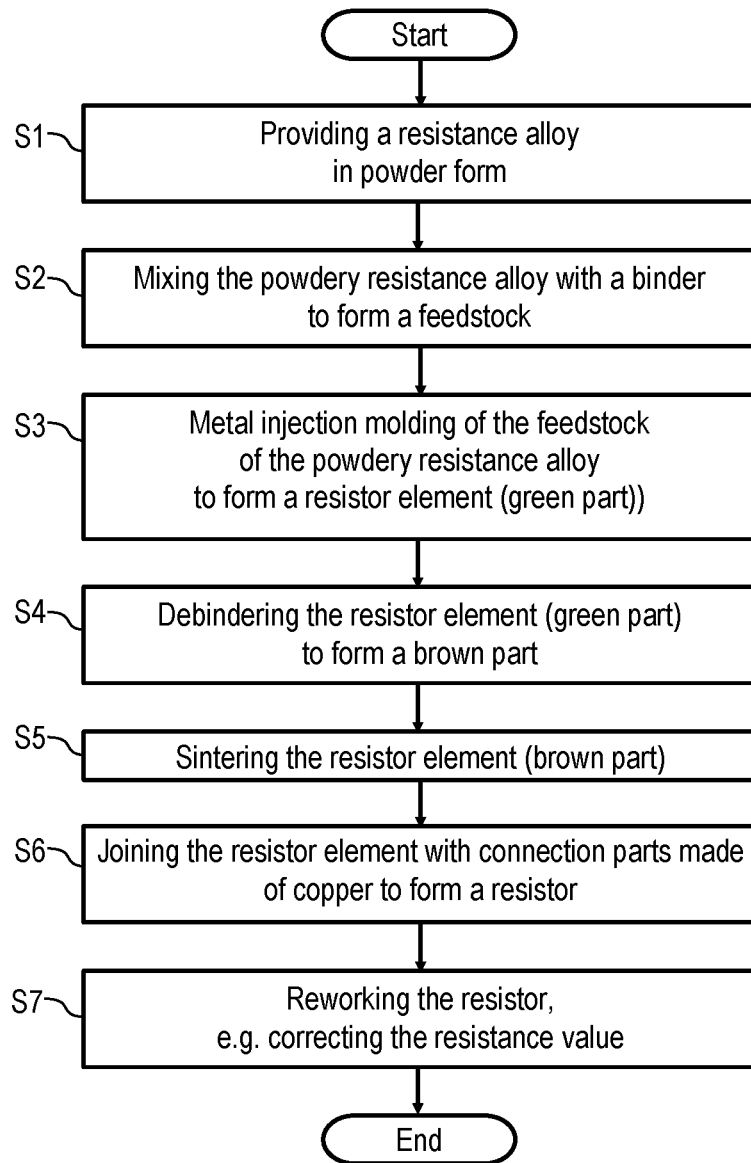 Start
S1
Providing a resistance alloy
in powder form
S2
Mixing the powdery resistance alloy with a binder
to form a feedstock
S3
Metal injection molding of the feedstock
of the powdery resistance alloy
to form a resistor element (green part))
S4
Debindering the resistor element (green part)
to form a brown part
S5
Sintering the resistor element (brown part)
S6
Joining the resistor element with connection parts made
of copper to form a resistor
S7
Reworking the resistor,
e.g. correcting the resistance value
End